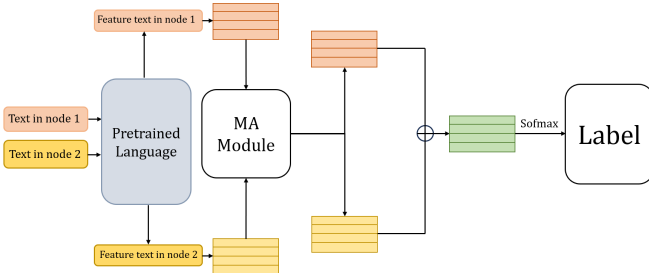 Feature text in node 1
Text in node 1
Text in node 2
Pretrained
Language
MA
Module
Feature text in node 2
Sofmax
Label